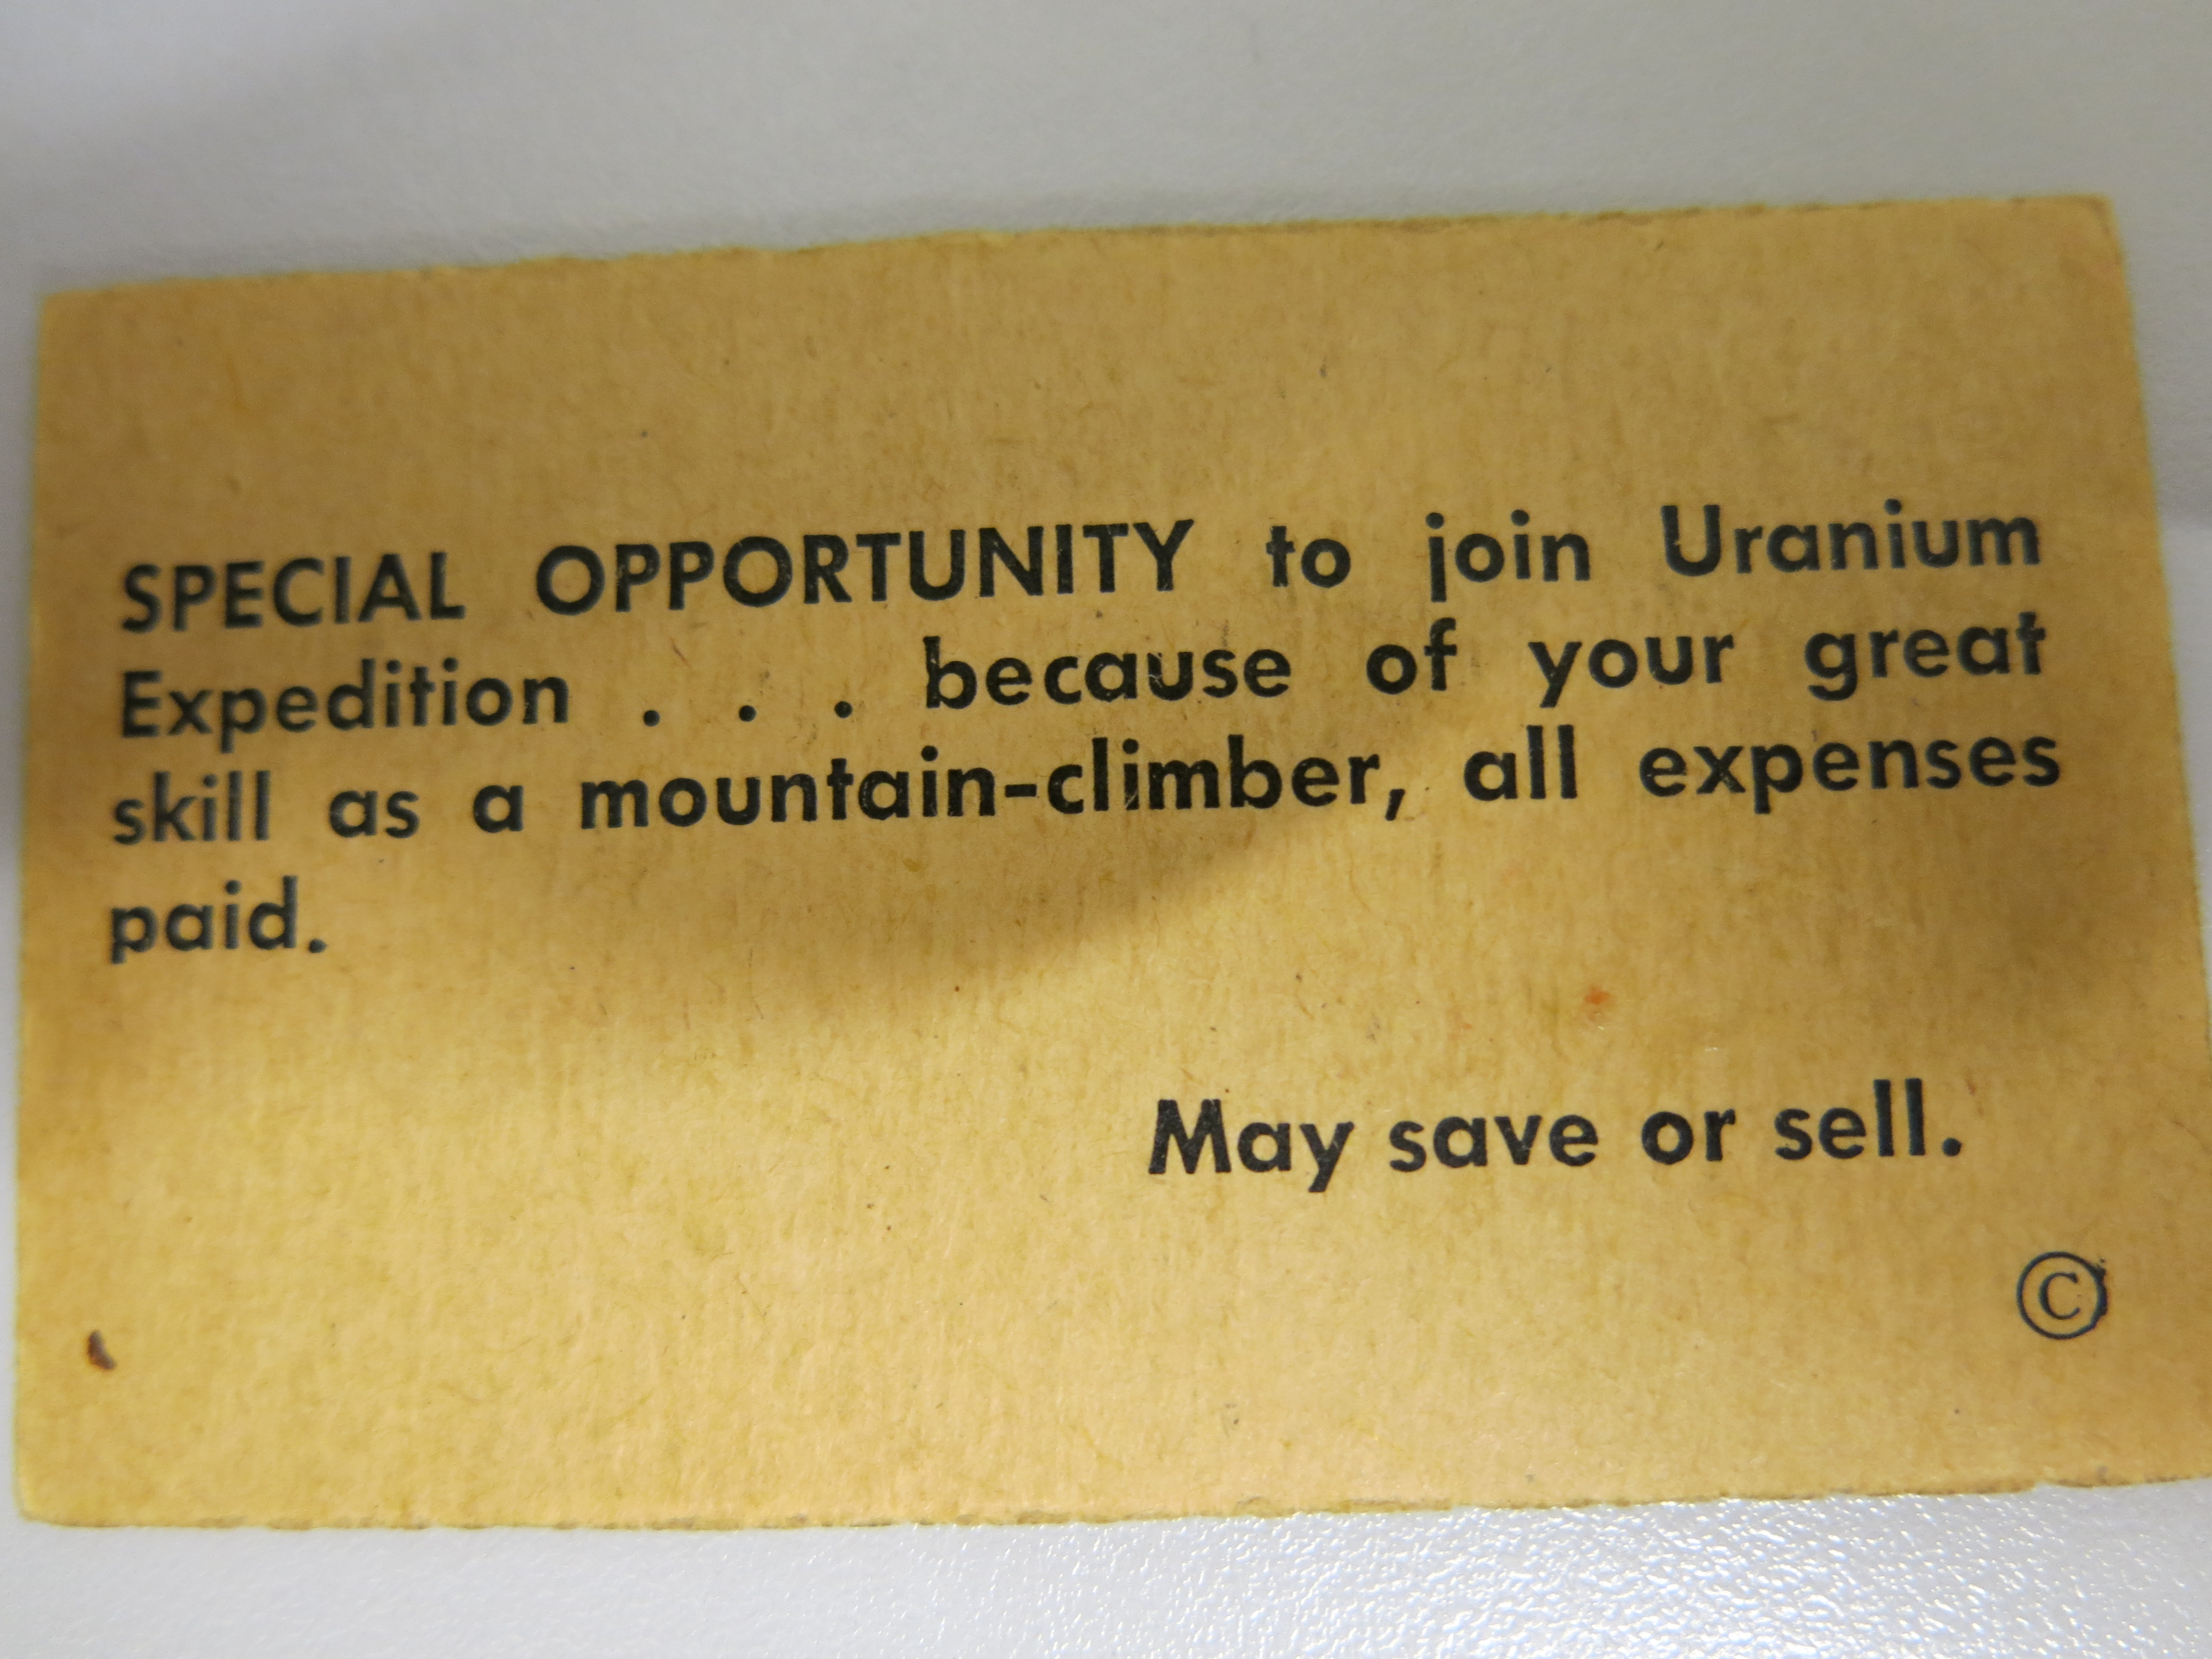 SPECIAL OPPORTUNITY to join Uranium
Expedition . . . because of your great
skill as a mountain-climber, all expenses
paid.
May save or sell.
©